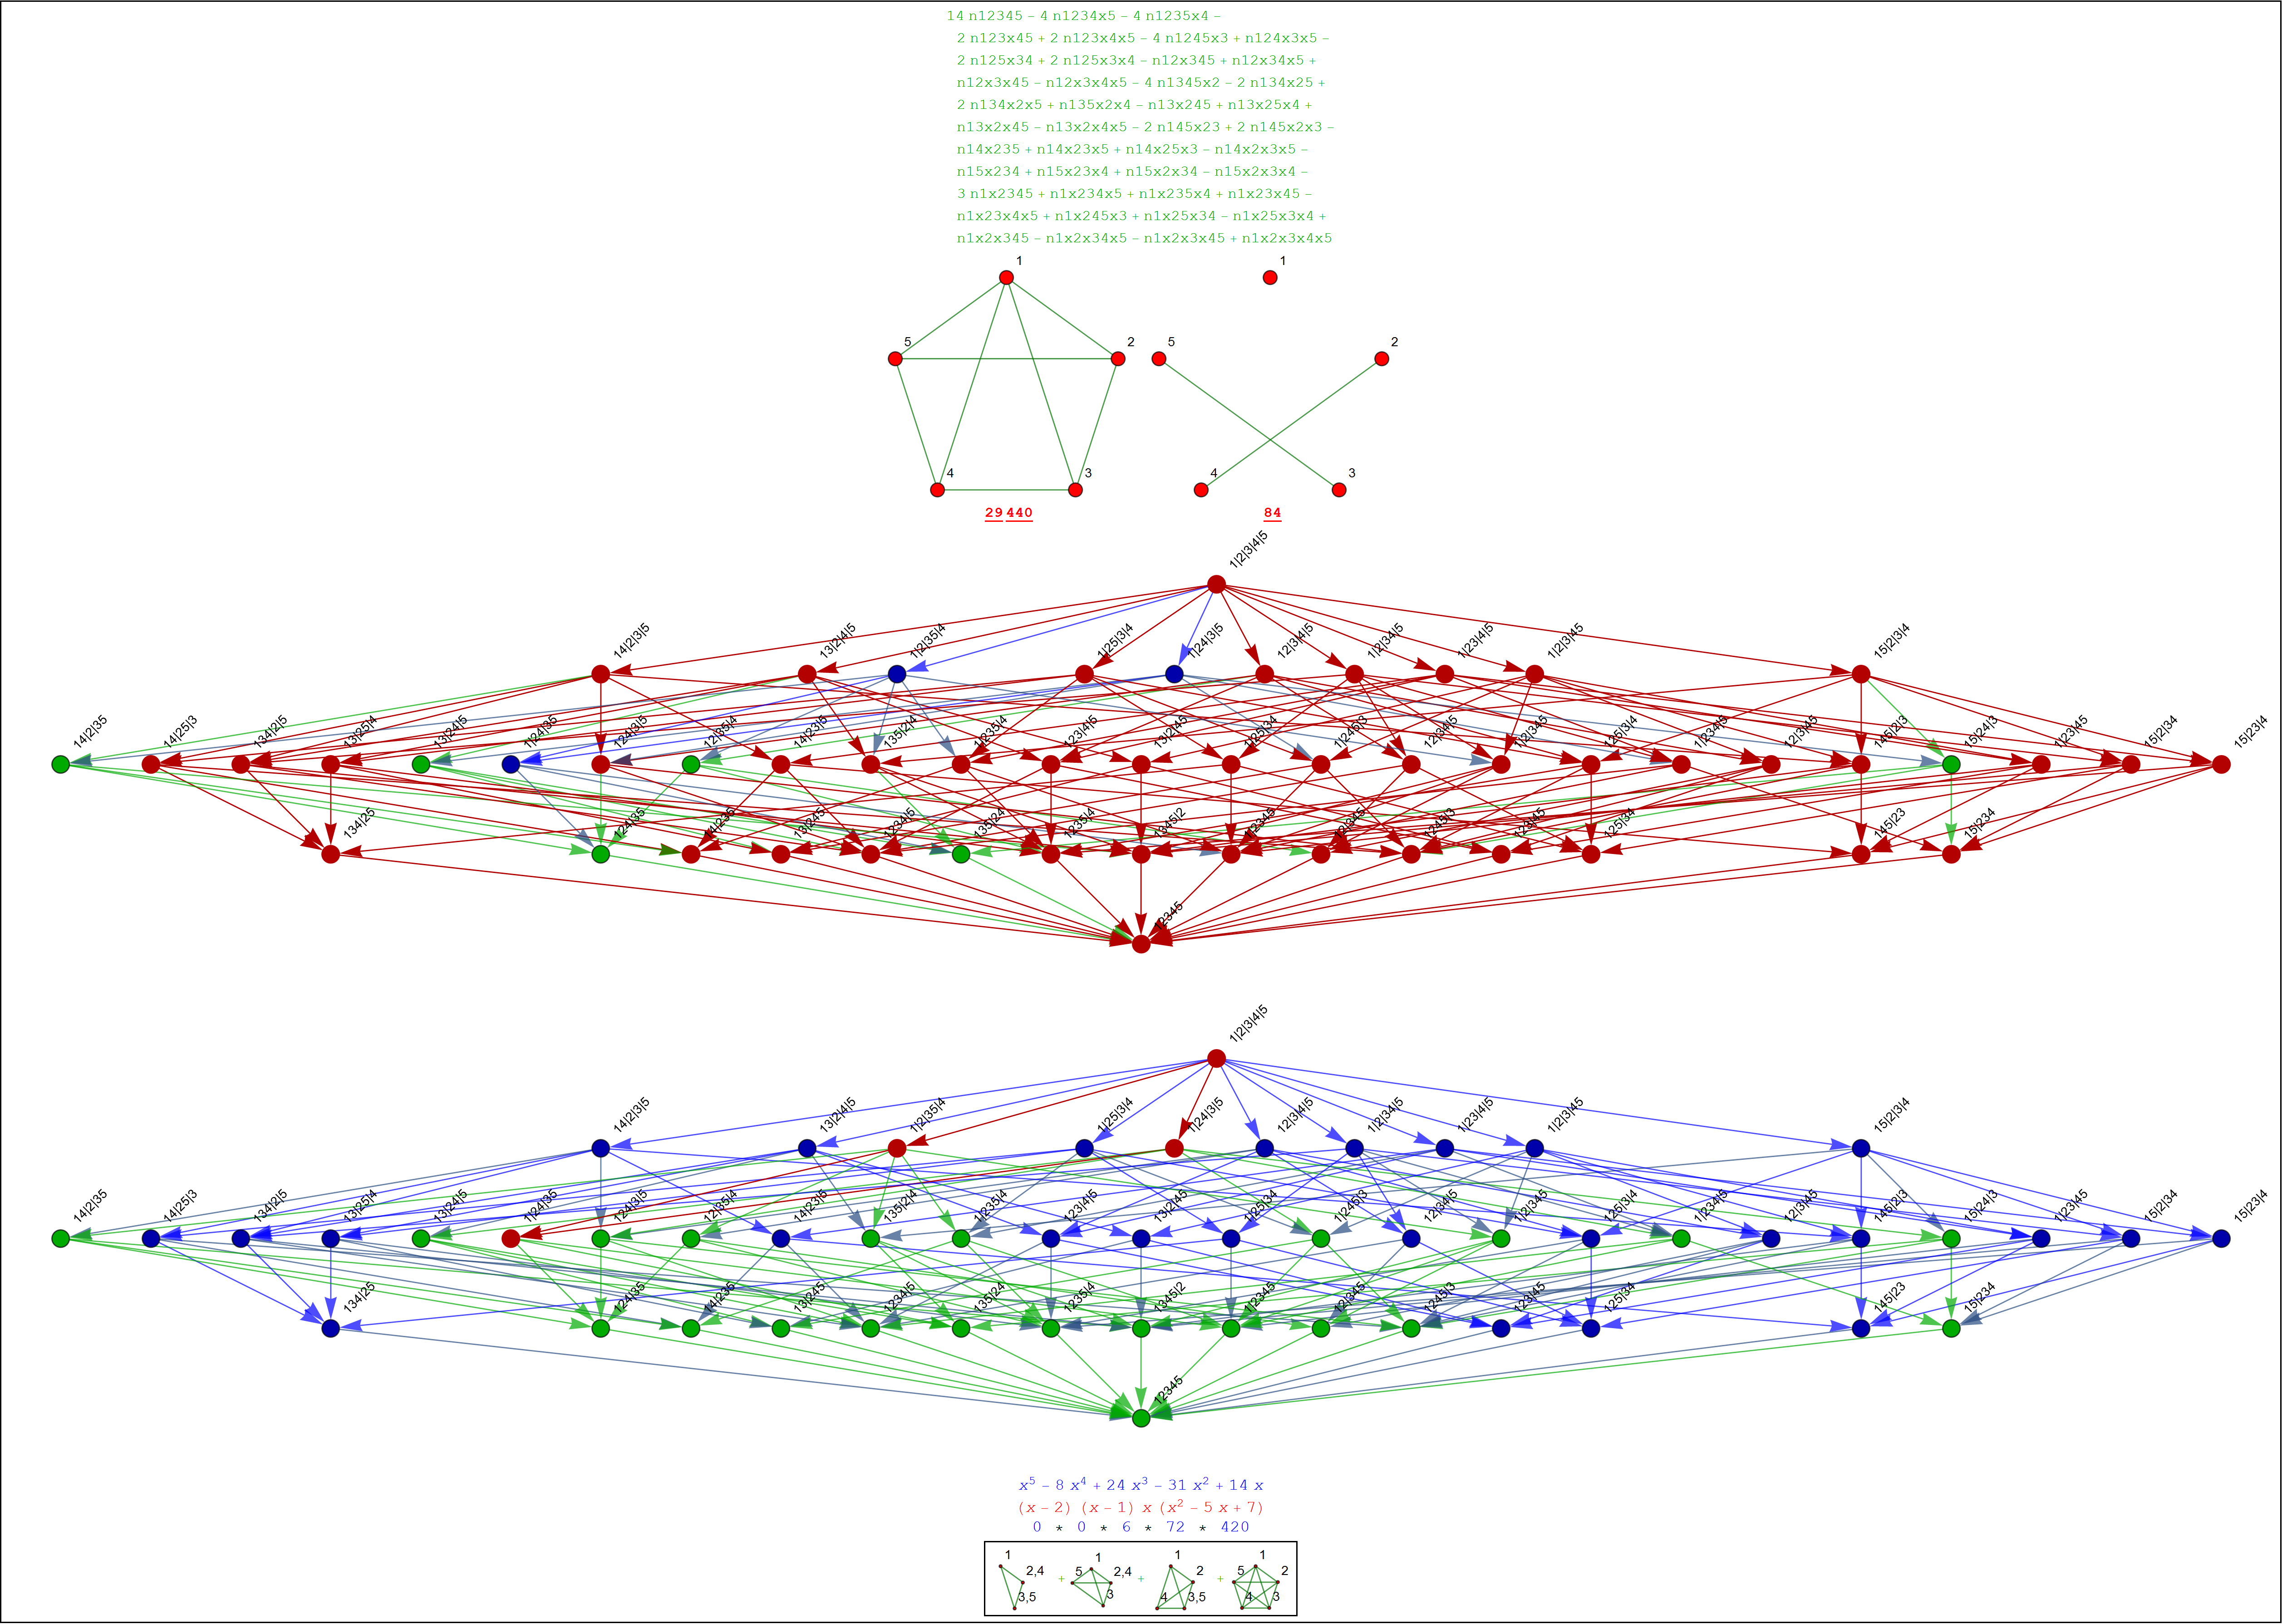 14 n12345 – 4 n1234x5 – 4 n1235x4 –
2 n123x45 + 2 n123x4x5 – 4 n1245x3 + n124x3x5 –
2 n125x34 + 2 n125x3x4 – n12x345 + n12x34x5 +
n12x3x45 – n12x3x4x5 – 4 n1345x2 – 2 n134x25 +
2 n134x2x5 + n135x2x4 – n13x245 + n13x25x4 +
n13x2x45 – n13x2x4x5 – 2 n145x23 + 2 n145x2x3 –
n14x235 + n14x23x5 + n14x25x3 – n14x2x3x5 –
n15x234 + n15x23x4 + n15x2x34 – n15x2x3x4 –
3 n1x2345 + n1x234x5 + n1x235x4 + n1x23x45 –
n1x23x4x5 + n1x245x3 + n1x25x34 – n1x25x3x4 +
n1x2x345 – n1x2x34x5 – n1x2x3x45 + n1x2x3x4x5
1 1
5 2 5 2
4 3 4 3
29 440 84
1|2|3|4|5
14|2|3|5 13|2|4|5 1|2|35|4 1|25|3|4 1|24|3|5 12|3|4|5 1|2|34|5 1|23|4|5 1|2|3|45 15|2|3|4
14|2|35 14|25|3 134|2|5 13|25|4 13|24|5 1|24|35 124|3|5 12|35|4 14|23|5 135|2|4 1|235|4 123|4|5 13|2|45 125|34 1|245|3 12|34|5 1|2|345 125|3|4 1|234|5 12|3|45 145|2|3 15|24|3 1|23|45 15|2|34 15|23|4
134|25 124|35 14|235 13|245 1234|5 135|24 1235|4 1345|2 1|2345 12|345 1245|3 123|45 125|34 145|23 15|234
12345
1|2|3|4|5
14|2|3|5 13|2|4|5 1|2|35|4 1|25|3|4 1|24|3|5 12|3|4|5 1|2|34|5 1|23|4|5 1|2|3|45 15|2|3|4
14|2|35 14|25|3 134|2|5 13|25|4 13|24|5 1|24|35 124|3|5 12|35|4 14|23|5 135|2|4 1|235|4 123|4|5 13|2|45 125|34 1|245|3 12|34|5 1|2|345 125|3|4 1|234|5 12|3|45 145|2|3 15|24|3 1|23|45 15|2|34 15|23|4
134|25 124|35 14|235 13|245 1234|5 135|24 1235|4 1345|2 1|2345 12|345 1245|3 123|45 125|34 145|23 15|234
12345
x⁵ – 8 x⁴ + 24 x³ – 31 x² + 14 x
(x – 2) (x – 1) x (x² – 5 x + 7)
0 * 0 * 6 * 72 * 420
1 2,4 3,5 + 5 1 2,4 3 + 1 2 4 3,5 + 5 1 2 4 3